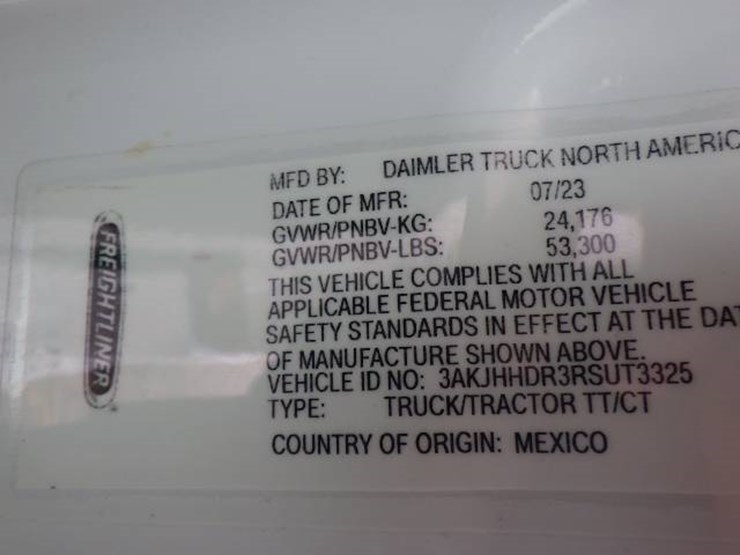 FREIGHTLINER
MFD BY: DAIMLER TRUCK NORTH AMERIC
DATE OF MFR: 07/23
GVWR/PNBV-KG: 24,176
GVWR/PNBV-LBS: 53,300
THIS VEHICLE COMPLIES WITH ALL
APPLICABLE FEDERAL MOTOR VEHICLE
SAFETY STANDARDS IN EFFECT AT THE DAT
OF MANUFACTURE SHOWN ABOVE.
VEHICLE ID NO: 3AKJHHDR3RSUT3325
TYPE: TRUCK/TRACTOR TT/CT
COUNTRY OF ORIGIN: MEXICO